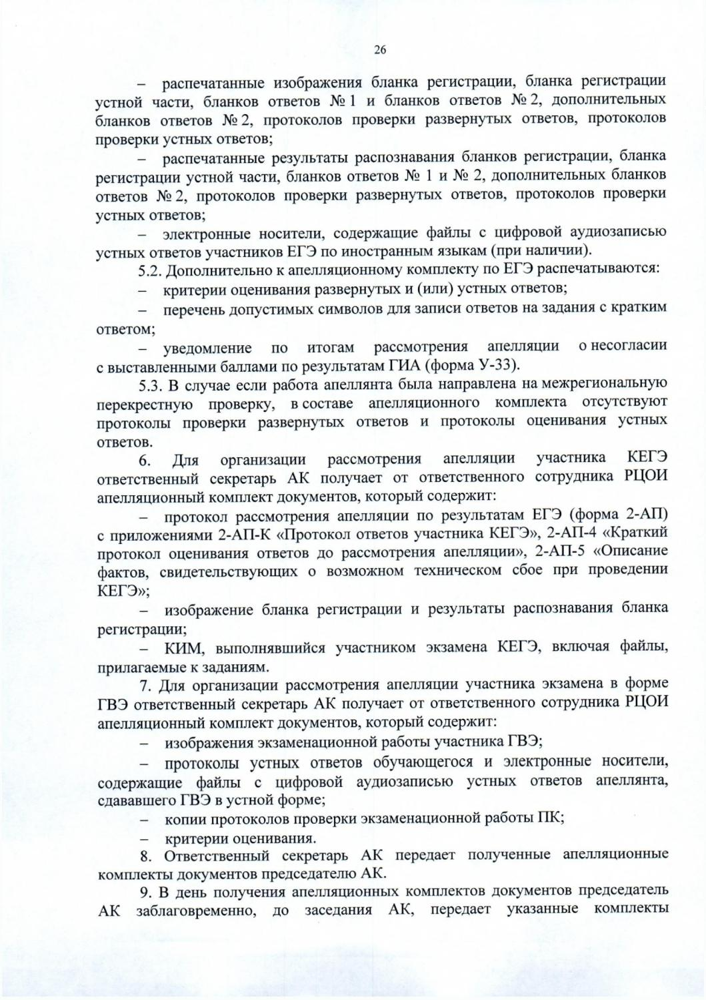 26
– распечатанные изображения бланка регистрации, бланка регистрации
устной части, бланков ответов № 1 и бланков ответов № 2, дополнительных
бланков ответов № 2, протоколов проверки развернутых ответов, протоколов
проверки устных ответов;
– распечатанные результаты распознавания бланков регистрации, бланка
регистрации устной части, бланков ответов № 1 и № 2, дополнительных бланков
ответов № 2, протоколов проверки развернутых ответов, протоколов проверки
устных ответов;
– электронные носители, содержащие файлы с цифровой аудиозаписью
устных ответов участников ЕГЭ по иностранным языкам (при наличии).
5.2. Дополнительно к апелляционному комплекту по ЕГЭ распечатываются:
– критерии оценивания развернутых и (или) устных ответов;
– перечень допустимых символов для записи ответов на задания с кратким
ответом;
– уведомление по итогам рассмотрения апелляции о несогласии
с выставленными баллами по результатам ГИА (форма У-33).
5.3. В случае если работа апеллянта была направлена на межрегиональную
перекрестную проверку, в составе апелляционного комплекта отсутствуют
протоколы проверки развернутых ответов и протоколы оценивания устных
ответов.
6. Для организации рассмотрения апелляции участника КЕГЭ
ответственный секретарь АК получает от ответственного сотрудника РЦОИ
апелляционный комплект документов, который содержит:
– протокол рассмотрения апелляции по результатам ЕГЭ (форма 2-АП)
с приложениями 2-АП-К «Протокол ответов участника КЕГЭ», 2-АП-4 «Краткий
протокол оценивания ответов до рассмотрения апелляции», 2-АП-5 «Описание
фактов, свидетельствующих о возможном техническом сбое при проведении
КЕГЭ»;
– изображение бланка регистрации и результаты распознавания бланка
регистрации;
– КИМ, выполнявшийся участником экзамена КЕГЭ, включая файлы,
прилагаемые к заданиям.
7. Для организации рассмотрения апелляции участника экзамена в форме
ГВЭ ответственный секретарь АК получает от ответственного сотрудника РЦОИ
апелляционный комплект документов, который содержит:
– изображения экзаменационной работы участника ГВЭ;
– протоколы устных ответов обучающегося и электронные носители,
содержащие файлы с цифровой аудиозаписью устных ответов апеллянта,
сдававшего ГВЭ в устной форме;
– копии протоколов проверки экзаменационной работы ПК;
– критерии оценивания.
8. Ответственный секретарь АК передает полученные апелляционные
комплекты документов председателю АК.
9. В день получения апелляционных комплектов документов председатель
АК заблаговременно, до заседания АК, передает указанные комплекты